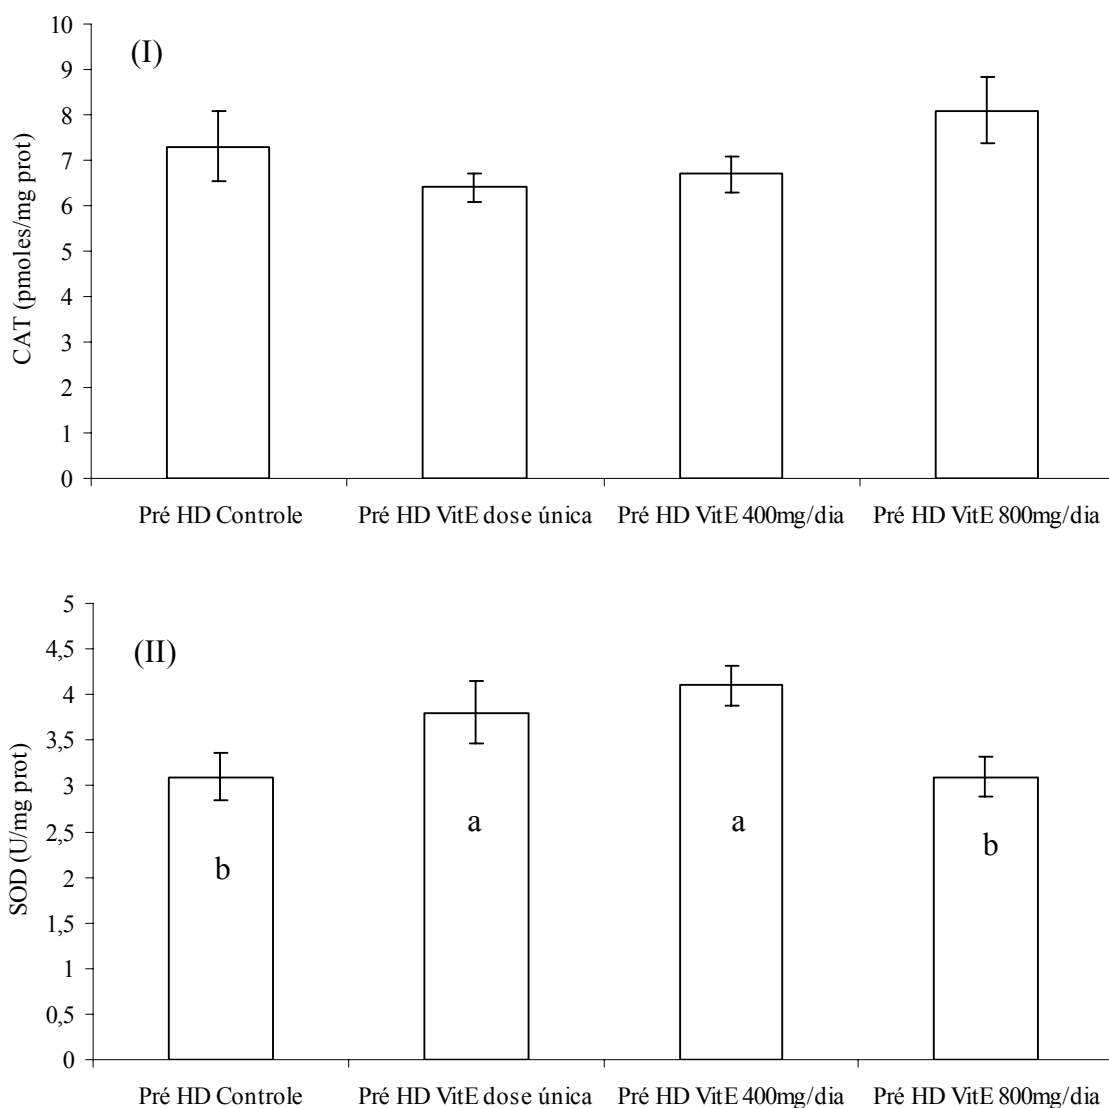 (I)
CAT (pmoles/mg prot)
10
9
8
7
6
5
4
3
2
1
0
Pré HD Controle
Pré HD VitE dose única
Pré HD VitE 400mg/dia
Pré HD VitE 800mg/dia
(II)
SOD (U/mg prot)
5
4,5
4
3,5
3
2,5
2
1,5
1
0,5
0
b
a
a
b
Pré HD Controle
Pré HD VitE dose única
Pré HD VitE 400mg/dia
Pré HD VitE 800mg/dia